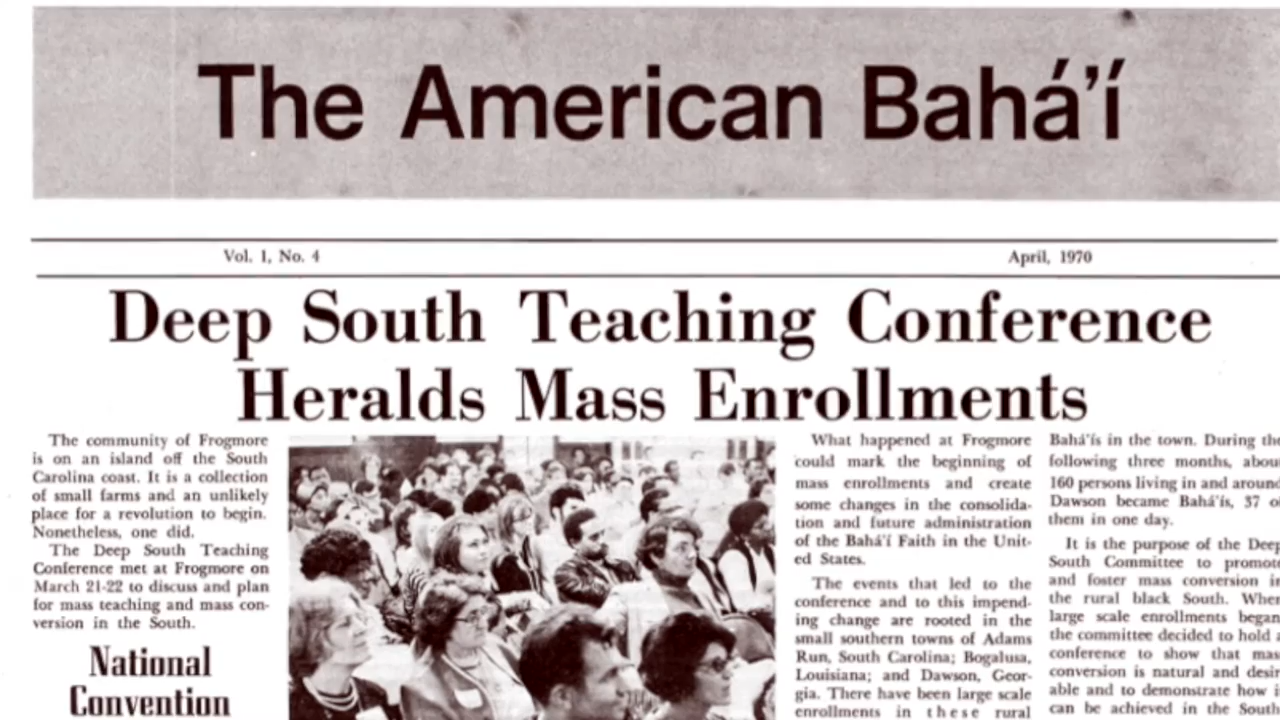 The American Bahá'í
Vol. 1, No. 4
April, 1970
Deep South Teaching Conference
Heralds Mass Enrollments
The community of Frogmore
is on an island off the South
Carolina coast. It is a collection
of small farms and an unlikely
place for a revolution to begin.
Nonetheless, one did.
The Deep South Teaching
Conference met at Frogmore on
March 21-22 to discuss and plan
for mass teaching and mass con-
version in the South.
National
Convention
What happened at Frogmore
could mark the beginning of
mass enrollments and create
some changes in the consolida-
tion and future administration
of the Bahá'í Faith in the Unit-
ed States.
The events that led to the
conference and to this impend-
ing change are rooted in the
small southern towns of Adams
Run, South Carolina; Bogalusa,
Louisiana; and Dawson, Geor-
gia. There have been large scale
enrollments in these rural
Bahá'ís in the town. During the
following three months,
160 persons living in and around
Dawson became Bahá'ís, 37
them in one day.
It is the purpose of the Deep
South Committee to
and foster mass conversion
the rural black South.
large scale enrollments
the committee decided to hold
conference to show that
conversion is natural and
able and to demonstrate how
can be achieved in the South